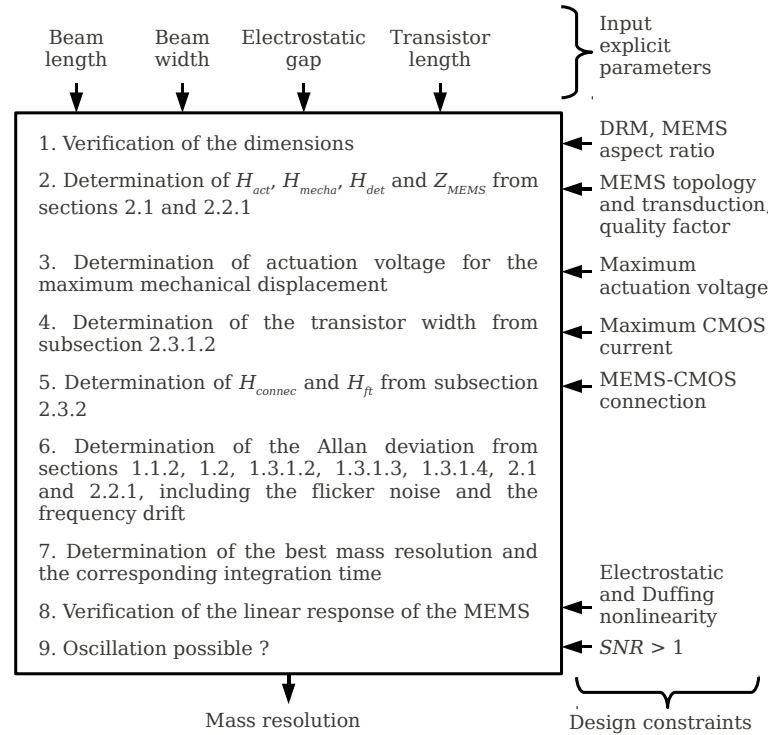 Beam length
Beam width
Electrostatic gap
Transistor length
Input explicit parameters
1. Verification of the dimensions
DRM, MEMS aspect ratio
2. Determination of H_act, H_mecha, H_det and Z_MEMS from
sections 2.1 and 2.2.1
MEMS topology
and transduction,
quality factor
3. Determination of actuation voltage for the
maximum mechanical displacement
Maximum
actuation voltage
4. Determination of the transistor width from
subsection 2.3.1.2
Maximum CMOS
current
5. Determination of H_connec and H_ft from subsection
2.3.2
MEMS-CMOS
connection
6. Determination of the Allan deviation from
sections 1.1.2, 1.2, 1.3.1.2, 1.3.1.3, 1.3.1.4, 2.1
and 2.2.1, including the flicker noise and the
frequency drift
7. Determination of the best mass resolution and
the corresponding integration time
8. Verification of the linear response of the MEMS
Electrostatic
and Duffing
nonlinearity
9. Oscillation possible ?
SNR > 1
Mass resolution
Design constraints